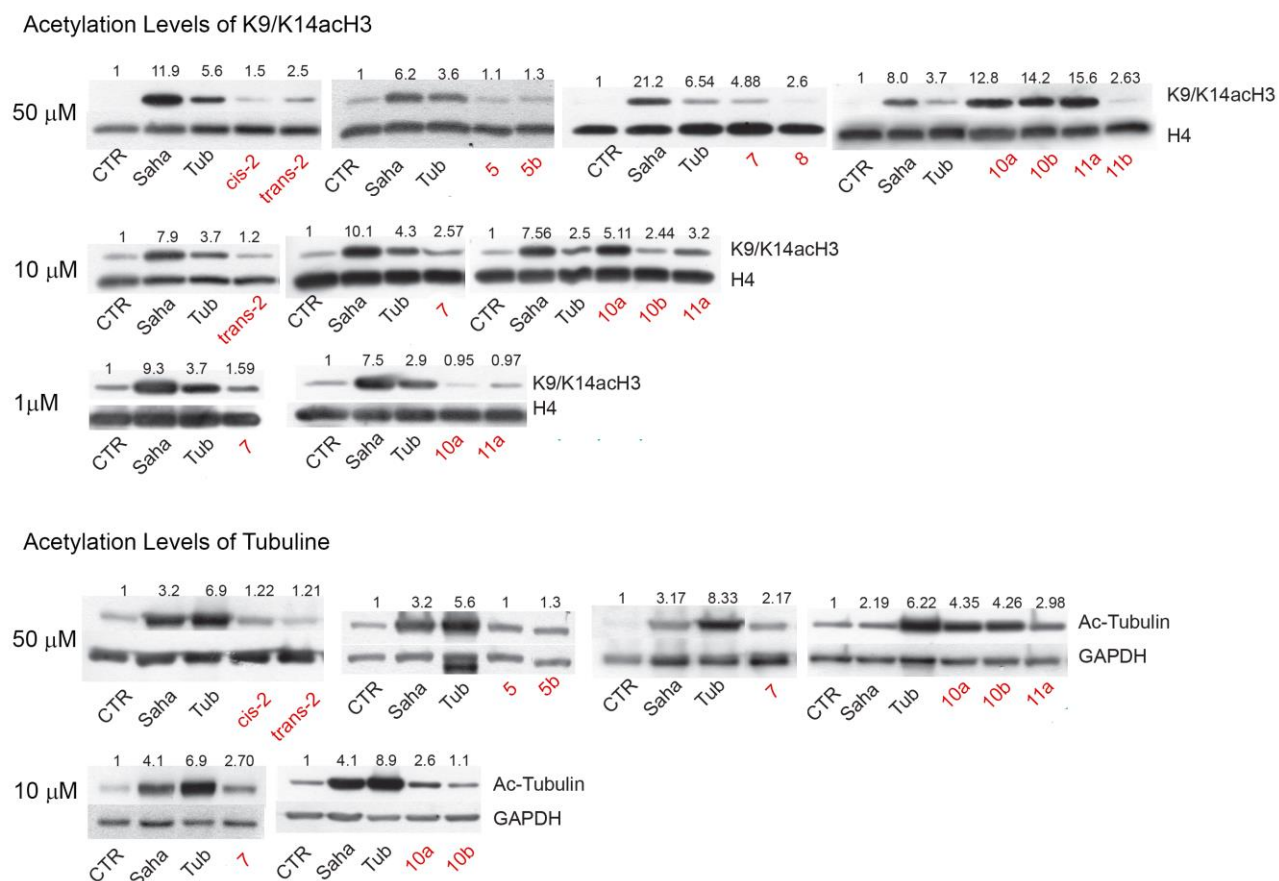 Acetylation Levels of K9/K14acH3
1 11.9 5.6 1.5 2.5
1 6.2 3.6 1.1 1.3
1 21.2 6.54 4.88 2.6
1 8.0 3.7 12.8 14.2 15.6 2.63
50 μM
K9/K14acH3
H4
CTR Saha Tub cis-2 trans-2
CTR Saha Tub 5 5b
CTR Saha Tub 7 8
CTR Saha Tub 10a 10b 11a 11b
1 7.9 3.7 1.2
1 10.1 4.3 2.57
1 7.56 2.5 5.11 2.44 3.2
10 μM
K9/K14acH3
H4
CTR Saha Tub trans-2
CTR Saha Tub 7
CTR Saha Tub 10a 10b 11a
1 9.3 3.7 1.59
1 7.5 2.9 0.95 0.97
1μM
K9/K14acH3
H4
CTR Saha Tub 7
CTR Saha Tub 10a 11a
Acetylation Levels of Tubuline
1 3.2 6.9 1.22 1.21
1 3.2 5.6 1 1.3
1 3.17 8.33 2.17
1 2.19 6.22 4.35 4.26 2.98
50 μM
Ac-Tubulin
GAPDH
CTR Saha Tub cis-2 trans-2
CTR Saha Tub 5 5b
CTR Saha Tub 7
CTR Saha Tub 10a 10b 11a
1 4.1 6.9 2.70
1 4.1 8.9 2.6 1.1
10 μM
Ac-Tubulin
GAPDH
CTR Saha Tub 7
CTR Saha Tub 10a 10b